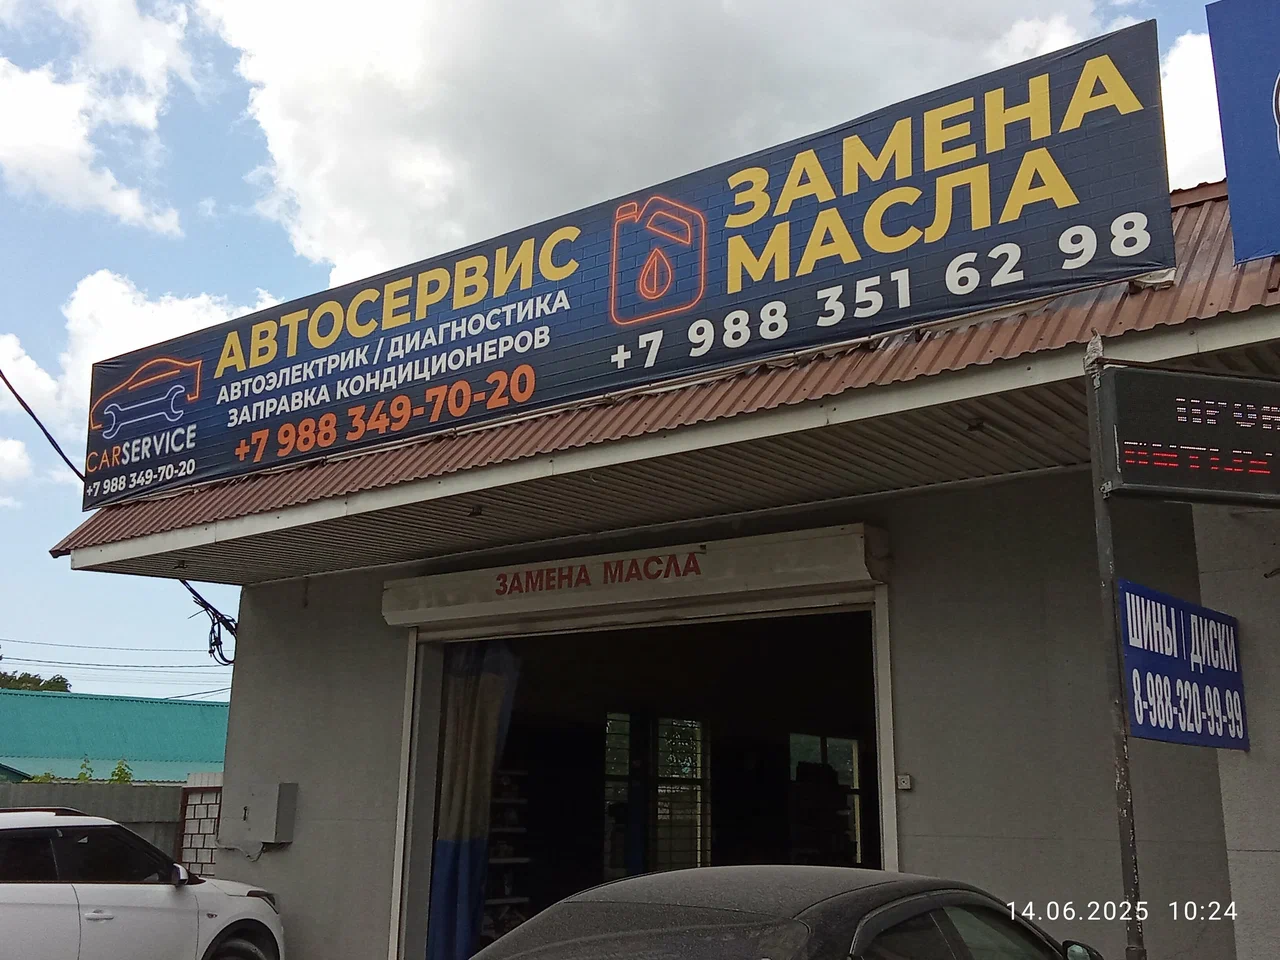 CARSERVICE
+7 988 349-70-20
АВТОСЕРВИС
АВТОЭЛЕКТРИК / ДИАГНОСТИКА
ЗАПРАВКА КОНДИЦИОНЕРОВ
+7 988 349-70-20
ЗАМЕНА
МАСЛА
+7 988 351 62 98
ЗАМЕНА МАСЛА
ШИНЫ | ДИСКИ
8-988-320-99-99
14.06.2025 10:24